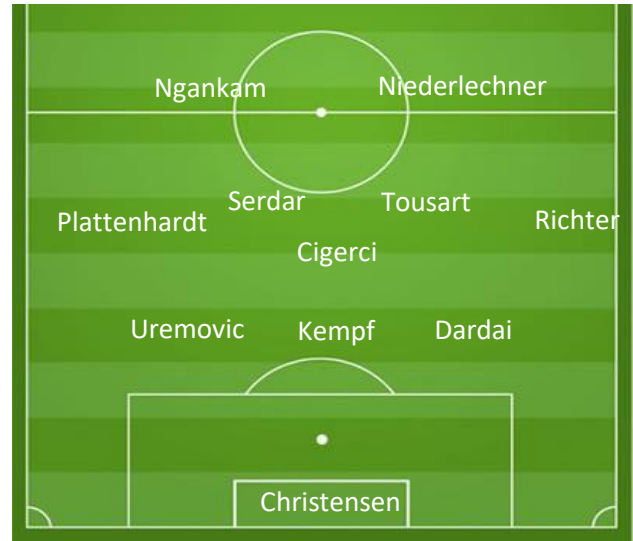 Ngankam Niederlechner
Serdar Tousart
Plattenhardt Richter
Cigerci
Uremovic Kempf Dardai
Christensen